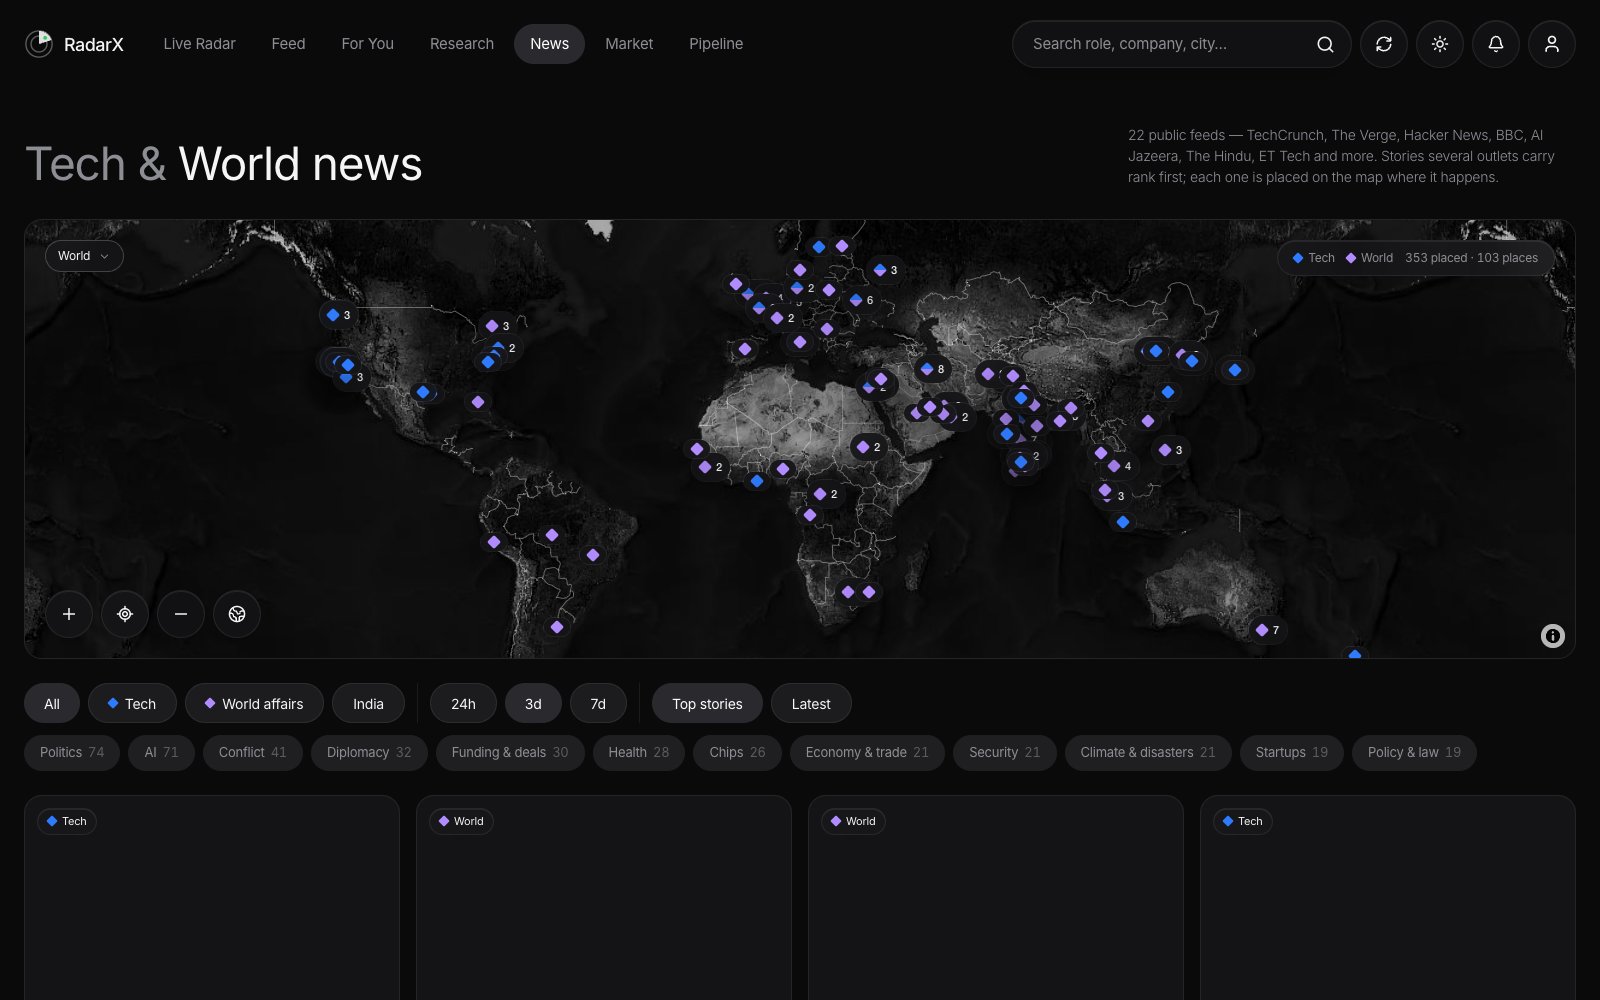 RadarX
Live Radar
Feed
For You
Research
News
Market
Pipeline
Search role, company, city...
Tech & World news
22 public feeds — TechCrunch, The Verge, Hacker News, BBC, Al
Jazeera, The Hindu, ET Tech and more. Stories several outlets carry
rank first; each one is placed on the map where it happens.
World
Tech World 353 placed · 103 places
3
2
6
3
3
2
2
3
8
2
2
2
2
2
3
4
3
7
All
Tech
World affairs
India
24h
3d
7d
Top stories
Latest
Politics 74
AI 71
Conflict 41
Diplomacy 32
Funding & deals 30
Health 28
Chips 26
Economy & trade 21
Security 21
Climate & disasters 21
Startups 19
Policy & law 19
Tech
World
World
Tech